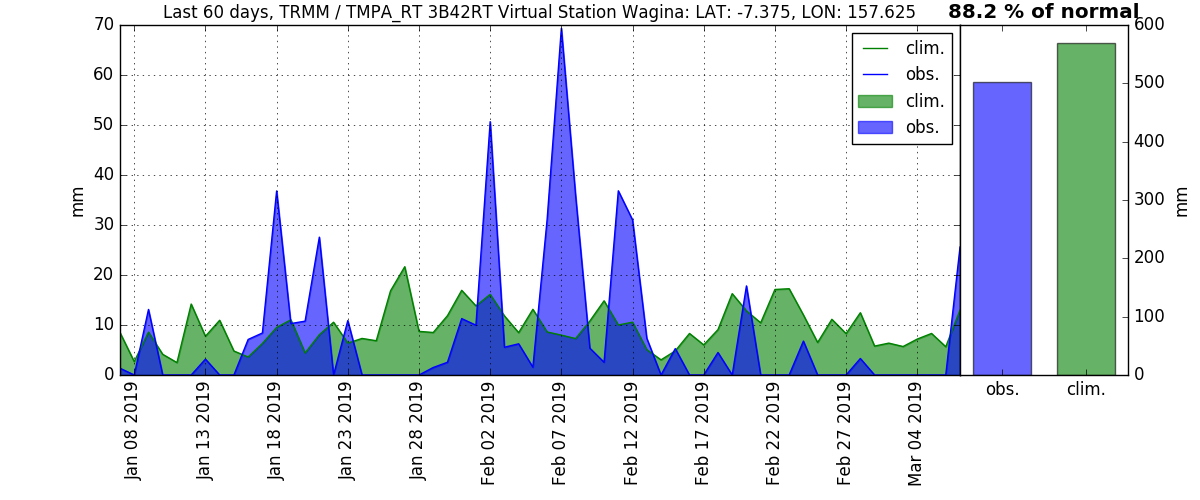 Last 60 days, TRMM / TMPA_RT 3B42RT Virtual Station Wagina: LAT: -7.375, LON: 157.625
88.2 % of normal
70
60
50
40
30
20
10
0
mm
clim.
obs.
clim.
obs.
600
500
400
300
200
100
0
mm
Jan 08 2019
Jan 13 2019
Jan 18 2019
Jan 23 2019
Jan 28 2019
Feb 02 2019
Feb 07 2019
Feb 12 2019
Feb 17 2019
Feb 22 2019
Feb 27 2019
Mar 04 2019
obs.
clim.